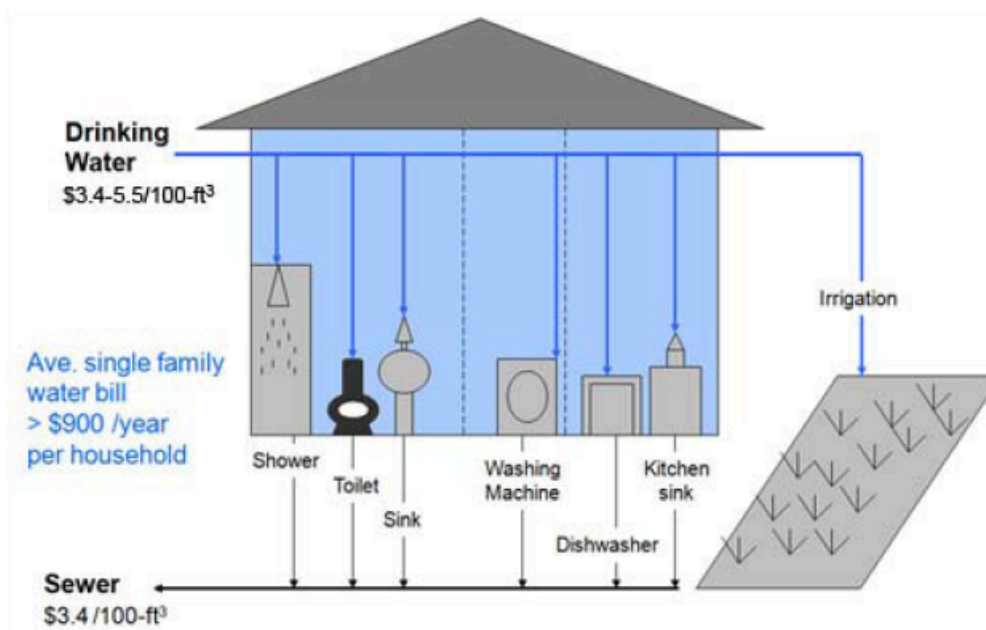 Drinking
Water
$3.4-5.5/100-ft³
Irrigation
Ave. single family
water bill
> $900 /year
per household
Shower
Toilet
Sink
Washing
Machine
Dishwasher
Kitchen
sink
Sewer
$3.4 /100-ft³